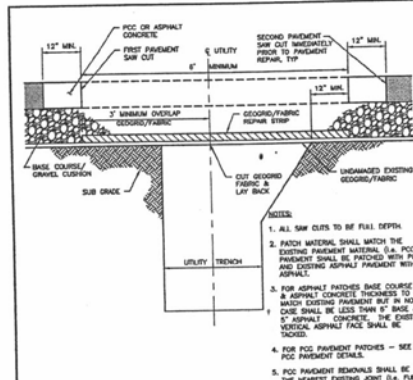 PCC OR ASPHALT
CONCRETE
12" MIN.
FIRST PAVEMENT
SAW CUT
℄ UTILITY
6'
MINIMUM
SECOND PAVEMENT
SAW CUT IMMEDIATELY
PRIOR TO PAVEMENT
REPAIR, TYP
12" MIN.
12" MIN.
3' MINIMUM OVERLAP
GEOGRID/FABRIC
GEOGRID/FABRIC
REPAIR STRIP
BASE COURSE/
GRAVEL CUSHION
SUB GRADE
CUT GEOGRID
FABRIC &
LAY BACK
UNDAMAGED EXISTING
GEOGRID/FABRIC
UTILITY TRENCH
NOTES:
1. ALL SAW CUTS TO BE FULL DEPTH.
2. PATCH MATERIAL SHALL MATCH THE
EXISTING PAVEMENT MATERIAL (i.e. PCC
PAVEMENT SHALL BE PATCHED WITH
AND EXISTING ASPHALT PAVEMENT WITH
ASPHALT.
3. FOR ASPHALT PATCHES BASE COURSE
& ASPHALT CONCRETE THICKNESS TO
MATCH EXISTING PAVEMENT BUT IN NO
CASE SHALL BE LESS THAN 6" BASE
5" ASPHALT CONCRETE. THE
VERTICAL ASPHALT FACE SHALL BE
TACKED.
4. FOR PCC PAVEMENT PATCHES – SEE
PCC PAVEMENT DETAILS.
5. PCC PAVEMENT REMOVALS SHALL BE
THE NEAREST EXISTING JOINT (i.e.